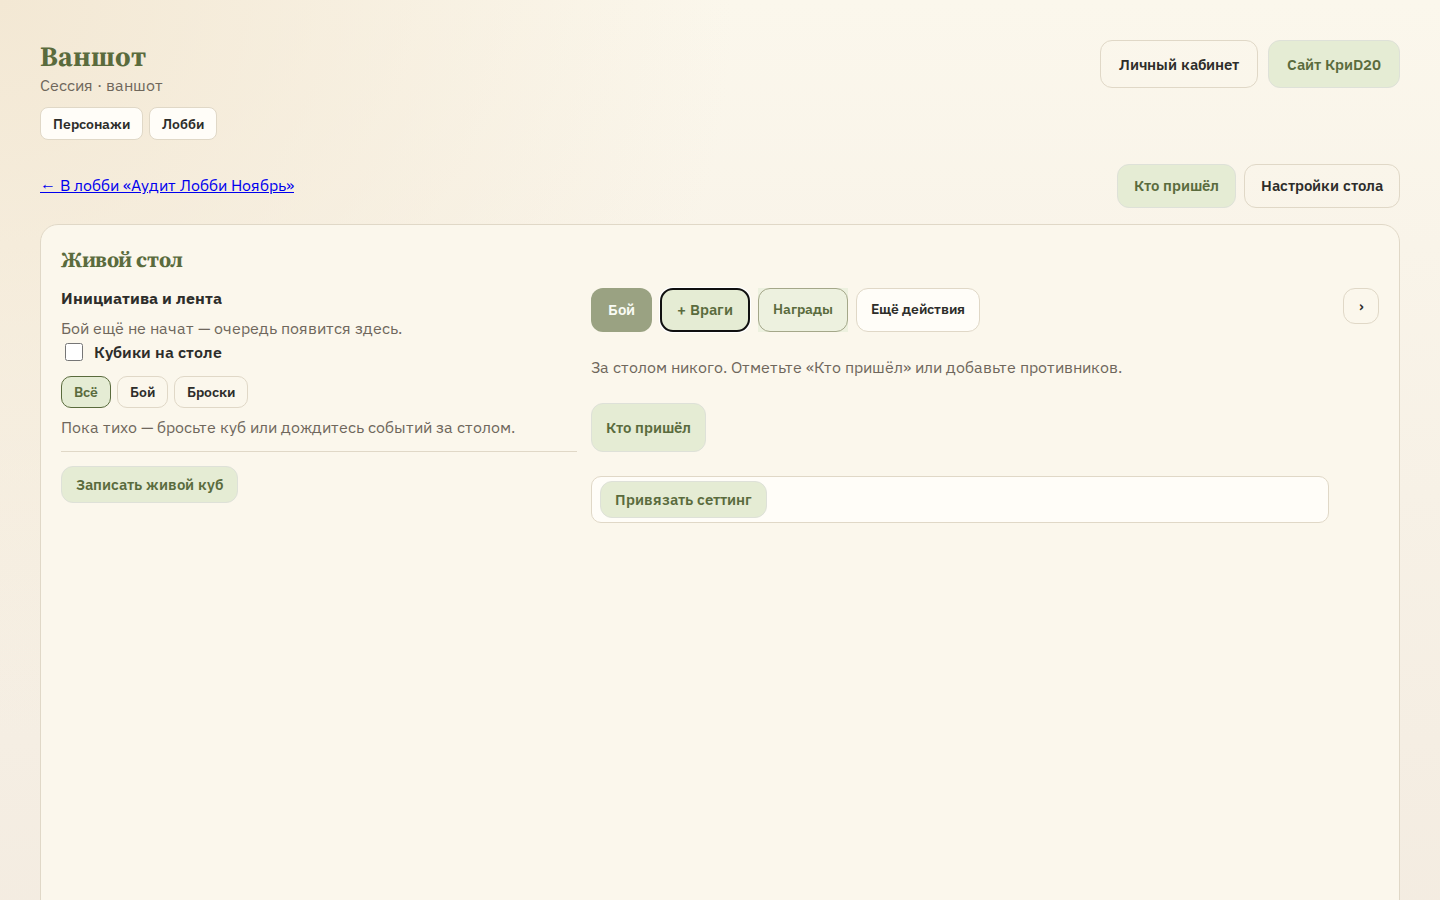 Ваншот
Сессия · ваншот
Персонажи
Лобби
Личный кабинет
Сайт КриD20
← В лобби «Аудит Лобби Ноябрь»
Кто пришёл
Настройки стола
Живой стол
Инициатива и лента
Бой ещё не начат — очередь появится здесь.
Кубики на столе
Всё
Бой
Броски
Пока тихо — бросьте куб или дождитесь событий за столом.
Записать живой куб
Бой
+ Враги
Награды
Ещё действия
›
За столом никого. Отметьте «Кто пришёл» или добавьте противников.
Кто пришёл
Привязать сеттинг